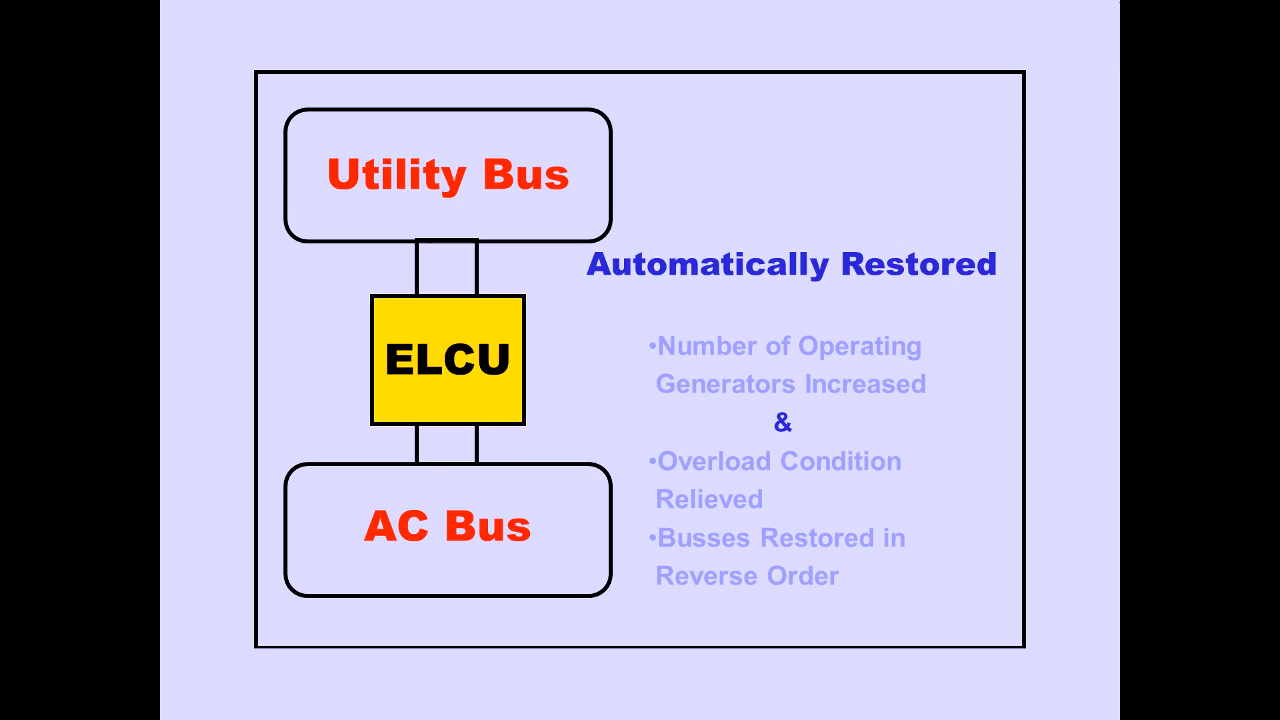 Utility Bus
Automatically Restored
ELCU
•Number of Operating
Generators Increased
&
•Overload Condition
Relieved
•Busses Restored in
Reverse Order
AC Bus